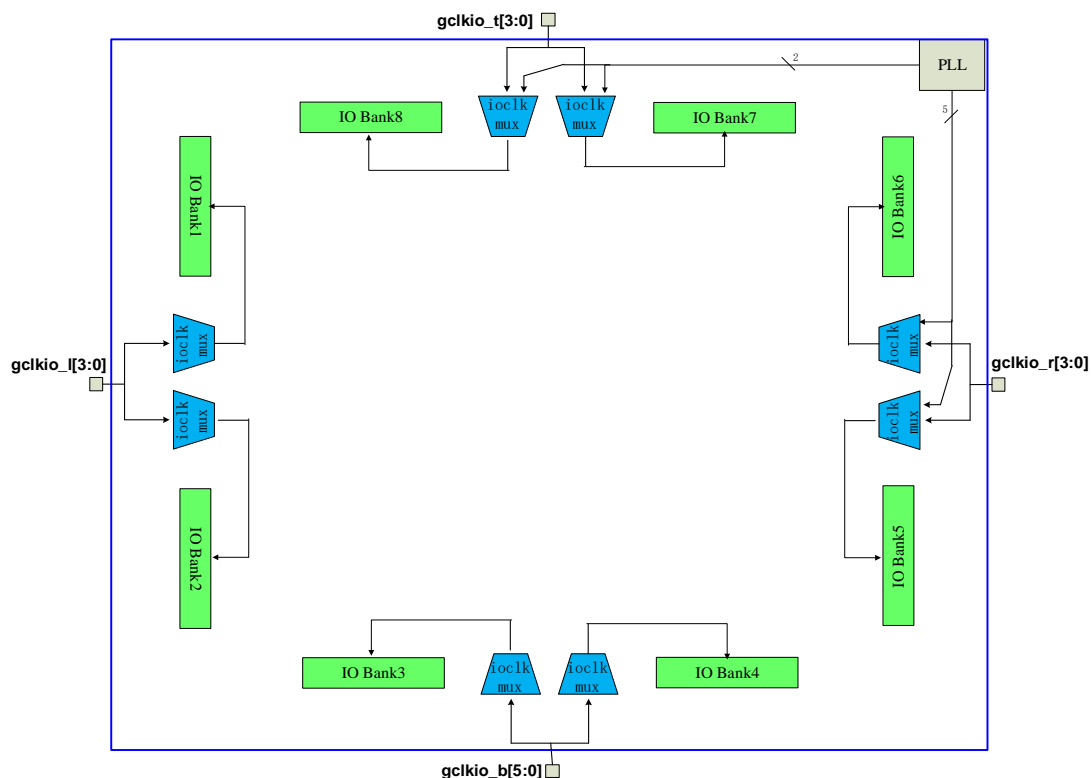 gclkio_t[3:0]
2
PLL
5
ioclk
mux
ioclk
mux
IO Bank8
IO Bank7
IO Bank1
IO Bank6
ioclk
mux
ioclk
mux
gclkio_l[3:0]
gclkio_r[3:0]
ioclk
mux
ioclk
mux
IO Bank2
IO Bank5
ioclk
mux
ioclk
mux
IO Bank3
IO Bank4
gclkio_b[5:0]